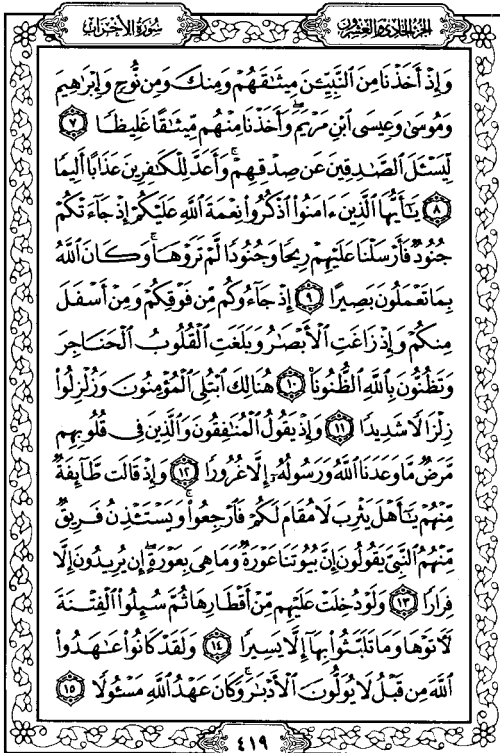 الجزء الحادي والعشرون
سورة الأحزاب
وَإِذْ أَخَذْنَا مِنَ النَّبِيِّينَ مِيثَاقَهُمْ وَمِنكَ وَمِن نُّوحٍ وَإِبْرَاهِيمَ
وَمُوسَى وَعِيسَى ابْنِ مَرْيَمَ ۖ وَأَخَذْنَا مِنْهُم مِّيثَاقًا غَلِيظًا ٧
لِّيَسْـَٔلَ الصَّادِقِينَ عَن صِدْقِهِمْ ۚ وَأَعَدَّ لِلْكَافِرِينَ عَذَابًا أَلِيمًا
٨ يَا أَيُّهَا الَّذِينَ ءَامَنُوا اذْكُرُوا نِعْمَةَ اللَّهِ عَلَيْكُمْ إِذْ جَاءَتْكُمْ
جُنُودٌ فَأَرْسَلْنَا عَلَيْهِمْ رِيحًا وَجُنُودًا لَّمْ تَرَوْهَا ۚ وَكَانَ اللَّهُ
بِمَا تَعْمَلُونَ بَصِيرًا ٩ إِذْ جَاءُوكُم مِّن فَوْقِكُمْ وَمِنْ أَسْفَلَ
مِنكُمْ وَإِذْ زَاغَتِ الْأَبْصَارُ وَبَلَغَتِ الْقُلُوبُ الْحَنَاجِرَ
وَتَظُنُّونَ بِاللَّهِ الظُّنُونَا ١٠ هُنَالِكَ ابْتُلِيَ الْمُؤْمِنُونَ وَزُلْزِلُوا
زِلْزَالًا شَدِيدًا ١١ وَإِذْ يَقُولُ الْمُنَافِقُونَ وَالَّذِينَ فِي قُلُوبِهِم
مَّرَضٌ مَّا وَعَدَنَا اللَّهُ وَرَسُولُهُ إِلَّا غُرُورًا ١٢ وَإِذْ قَالَت طَّائِفَةٌ
مِّنْهُمْ يَا أَهْلَ يَثْرِبَ لَا مُقَامَ لَكُمْ فَارْجِعُوا ۚ وَيَسْتَـْٔذِنُ فَرِيقٌ
مِّنْهُمُ النَّبِيَّ يَقُولُونَ إِنَّ بُيُوتَنَا عَوْرَةٌ وَمَا هِيَ بِعَوْرَةٍ ۖ إِن يُرِيدُونَ إِلَّا
فِرَارًا ١٣ وَلَوْ دُخِلَتْ عَلَيْهِم مِّنْ أَقْطَارِهَا ثُمَّ سُئِلُوا الْفِتْنَةَ
لَآتَوْهَا وَمَا تَلَبَّثُوا بِهَا إِلَّا يَسِيرًا ١٤ وَلَقَدْ كَانُوا عَاهَدُوا
اللَّهَ مِن قَبْلُ لَا يُوَلُّونَ الْأَدْبَارَ ۚ وَكَانَ عَهْدُ اللَّهِ مَسْـُٔولًا ١٥
٤١٩